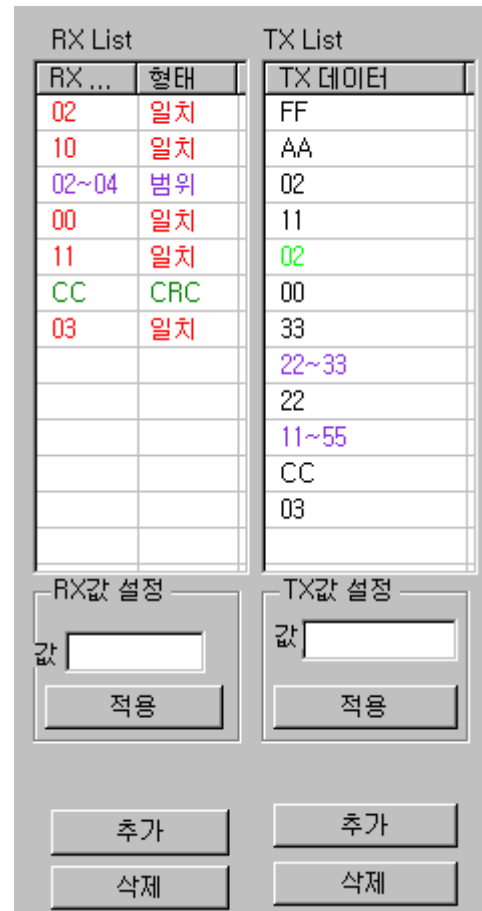 RX List
RX ... 형태
02 일치
10 일치
02~04 범위
00 일치
11 일치
CC CRC
03 일치
RX값 설정
값
적용
추가
삭제
TX List
TX 데이터
FF
AA
02
11
02
00
33
22~33
22
11~55
CC
03
TX값 설정
값
적용
추가
삭제